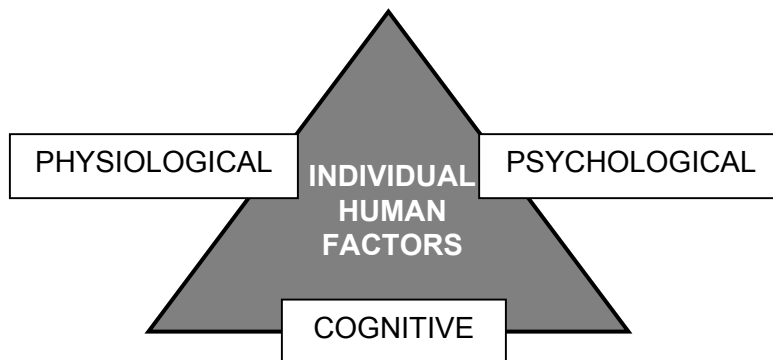 PHYSIOLOGICAL
PSYCHOLOGICAL
INDIVIDUAL
HUMAN
FACTORS
COGNITIVE